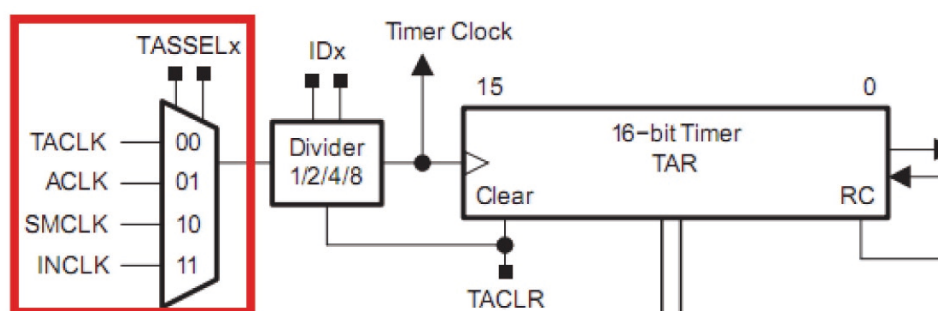 TASSELx
TACLK
ACLK
SMCLK
INCLK
00
01
10
11
IDx
Divider
1/2/4/8
Timer Clock
15
0
16−bit Timer
TAR
Clear
RC
TACLR